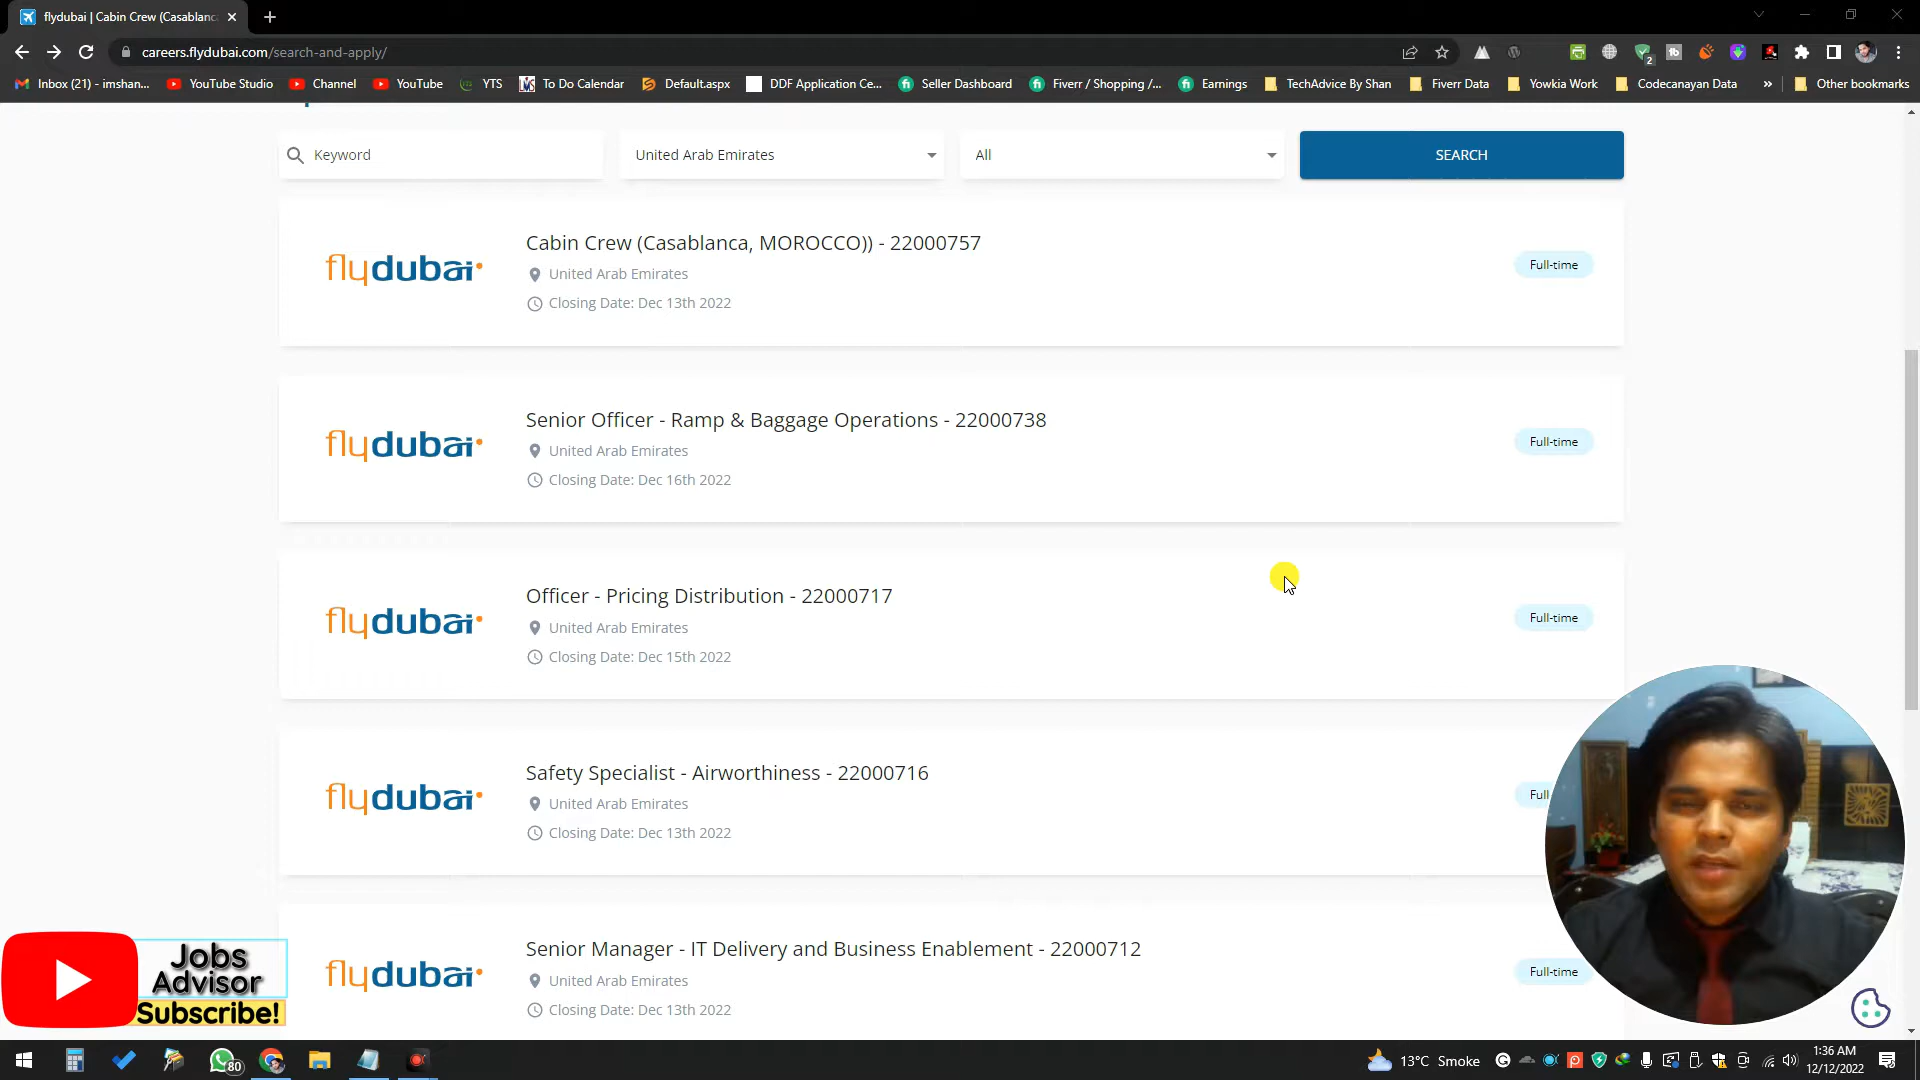 flydubai | Cabin Crew (Casablanc
careers.flydubai.com/search-and-apply/
Inbox (21) - imshan...
YouTube Studio
Channel
YouTube
YTS
To Do Calendar
Default.aspx
DDF Application Ce...
Seller Dashboard
Fiverr / Shopping /...
Earnings
TechAdvice By Shan
Fiverr Data
Yowkia Work
Codecanayan Data
»
Other bookmarks
Keyword
United Arab Emirates
All
SEARCH
flydubai
Cabin Crew (Casablanca, MOROCCO)) - 22000757
United Arab Emirates
Closing Date: Dec 13th 2022
Full-time
flydubai
Senior Officer - Ramp & Baggage Operations - 22000738
United Arab Emirates
Closing Date: Dec 16th 2022
Full-time
flydubai
Officer - Pricing Distribution - 22000717
United Arab Emirates
Closing Date: Dec 15th 2022
Full-time
flydubai
Safety Specialist - Airworthiness - 22000716
United Arab Emirates
Closing Date: Dec 13th 2022
Full
flydubai
Senior Manager - IT Delivery and Business Enablement - 22000712
United Arab Emirates
Closing Date: Dec 13th 2022
Full-time
Jobs
Advisor
Subscribe!
80
13°C Smoke
1:36 AM
12/12/2022